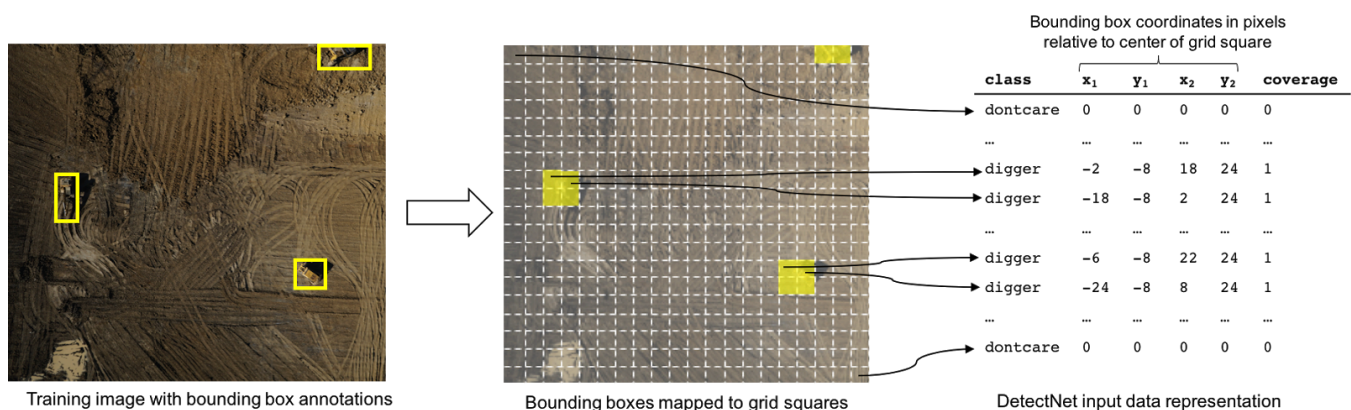 Bounding box coordinates in pixels
relative to center of grid square
class x₁ y₁ x₂ y₂ coverage
dontcare 0 0 0 0 0
… … … … … …
digger -2 -8 18 24 1
digger -18 -8 2 24 1
… … … … … …
digger -6 -8 22 24 1
digger -24 -8 8 24 1
… … … … … …
dontcare 0 0 0 0 0
Training image with bounding box annotations
Bounding boxes mapped to grid squares
DetectNet input data representation